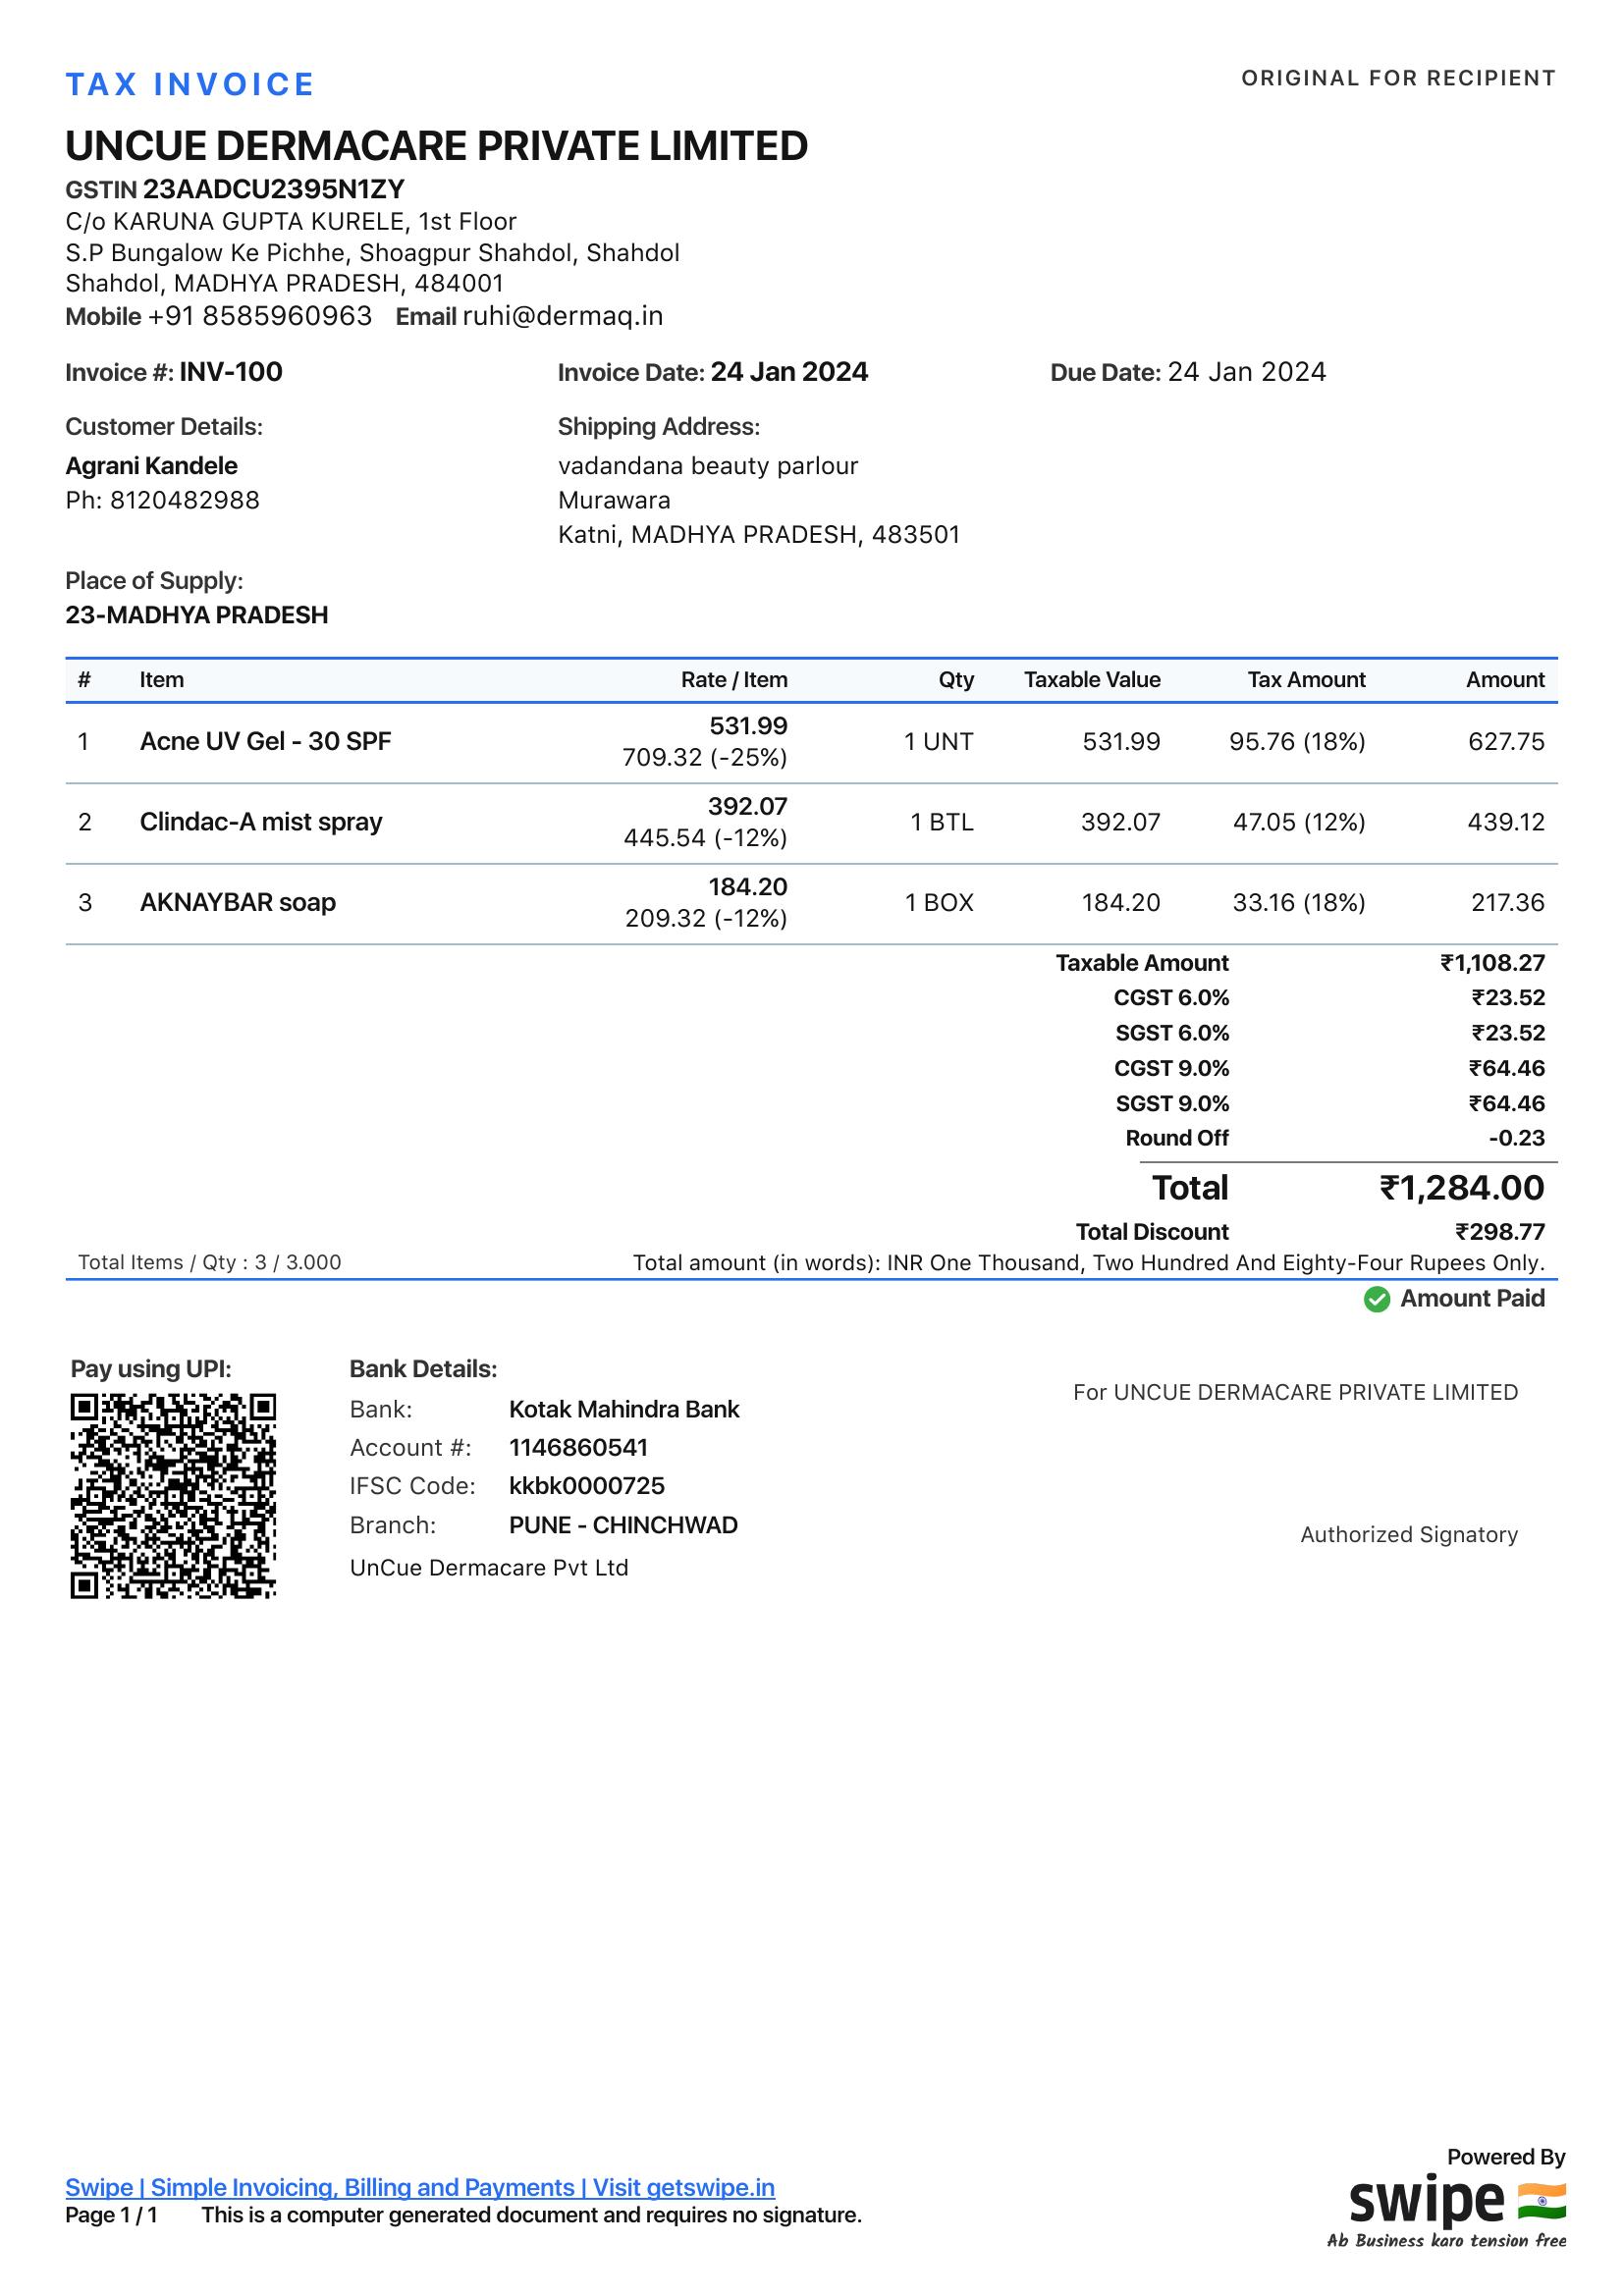 TAX INVOICE
ORIGINAL FOR RECIPIENT
UNCUE DERMACARE PRIVATE LIMITED
GSTIN 23AADCU2395N1ZY
C/o KARUNA GUPTA KURELE, 1st Floor
S.P Bungalow Ke Pichhe, Shoagpur Shahdol, Shahdol
Shahdol, MADHYA PRADESH, 484001
Mobile +91 8585960963 Email ruhi@dermaq.in
Invoice #: INV-100 Invoice Date: 24 Jan 2024 Due Date: 24 Jan 2024
Customer Details:
Agrani Kandele
Ph: 8120482988
Shipping Address:
vadandana beauty parlour
Murawara
Katni, MADHYA PRADESH, 483501
Place of Supply:
23-MADHYA PRADESH
# Item Rate / Item Qty Taxable Value Tax Amount Amount
1 Acne UV Gel - 30 SPF 531.99 1 UNT 531.99 95.76 (18%) 627.75
709.32 (-25%)
2 Clindac-A mist spray 392.07 1 BTL 392.07 47.05 (12%) 439.12
445.54 (-12%)
3 AKNAYBAR soap 184.20 1 BOX 184.20 33.16 (18%) 217.36
209.32 (-12%)
Taxable Amount ₹1,108.27
CGST 6.0% ₹23.52
SGST 6.0% ₹23.52
CGST 9.0% ₹64.46
SGST 9.0% ₹64.46
Round Off -0.23
Total ₹1,284.00
Total Discount ₹298.77
Total Items / Qty : 3 / 3.000 Total amount (in words): INR One Thousand, Two Hundred And Eighty-Four Rupees Only.
Amount Paid
Pay using UPI:
Bank Details:
Bank: Kotak Mahindra Bank
Account #: 1146860541
IFSC Code: kkbk0000725
Branch: PUNE - CHINCHWAD
UnCue Dermacare Pvt Ltd
For UNCUE DERMACARE PRIVATE LIMITED
Authorized Signatory
Swipe | Simple Invoicing, Billing and Payments | Visit getswipe.in
Page 1 / 1 This is a computer generated document and requires no signature.
Powered By
swipe
Ab Business karo tension free